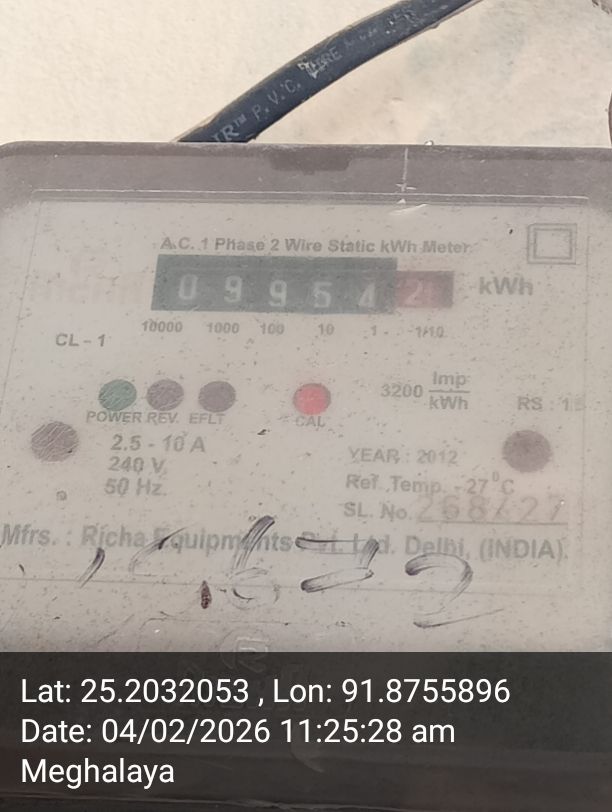 P.V.C. WIRE
A.C. 1 Phase 2 Wire Static kWh Meter
0 9 9 5 4 2 kWh
10000 1000 100 10 1 1/10
CL - 1
3200 Imp/kWh
RS : 1.5
POWER REV. EFLT CAL
2.5 - 10 A
240 V
50 Hz.
YEAR : 2012
Ref. Temp. - 27°C
SL. No.
Mfrs. : Richa Equipments Pvt. Ltd. Delhi, (INDIA).
Lat: 25.2032053 , Lon: 91.8755896
Date: 04/02/2026 11:25:28 am
Meghalaya